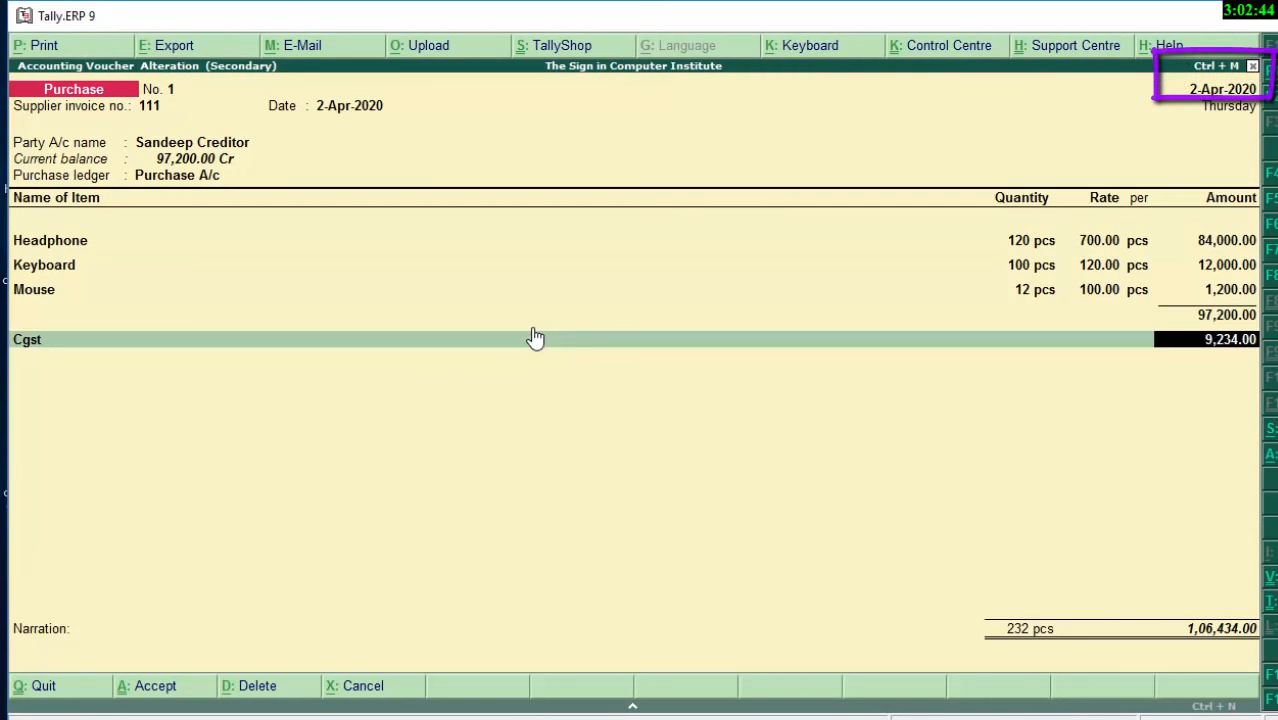 3:02:44
Tally.ERP 9
P: Print E: Export M: E-Mail O: Upload S: TallyShop G: Language K: Keyboard K: Control Centre H: Support Centre H: Help
Accounting Voucher Alteration (Secondary) The Sign in Computer Institute Ctrl + M
Purchase No. 1 2-Apr-2020
Supplier invoice no.: 111 Date : 2-Apr-2020 Thursday
Party A/c name : Sandeep Creditor
Current balance : 97,200.00 Cr
Purchase ledger : Purchase A/c
Name of Item Quantity Rate per Amount
Headphone 120 pcs 700.00 pcs 84,000.00
Keyboard 100 pcs 120.00 pcs 12,000.00
Mouse 12 pcs 100.00 pcs 1,200.00
97,200.00
Cgst 9,234.00
Narration: 232 pcs 1,06,434.00
Q: Quit A: Accept D: Delete X: Cancel
Ctrl + N